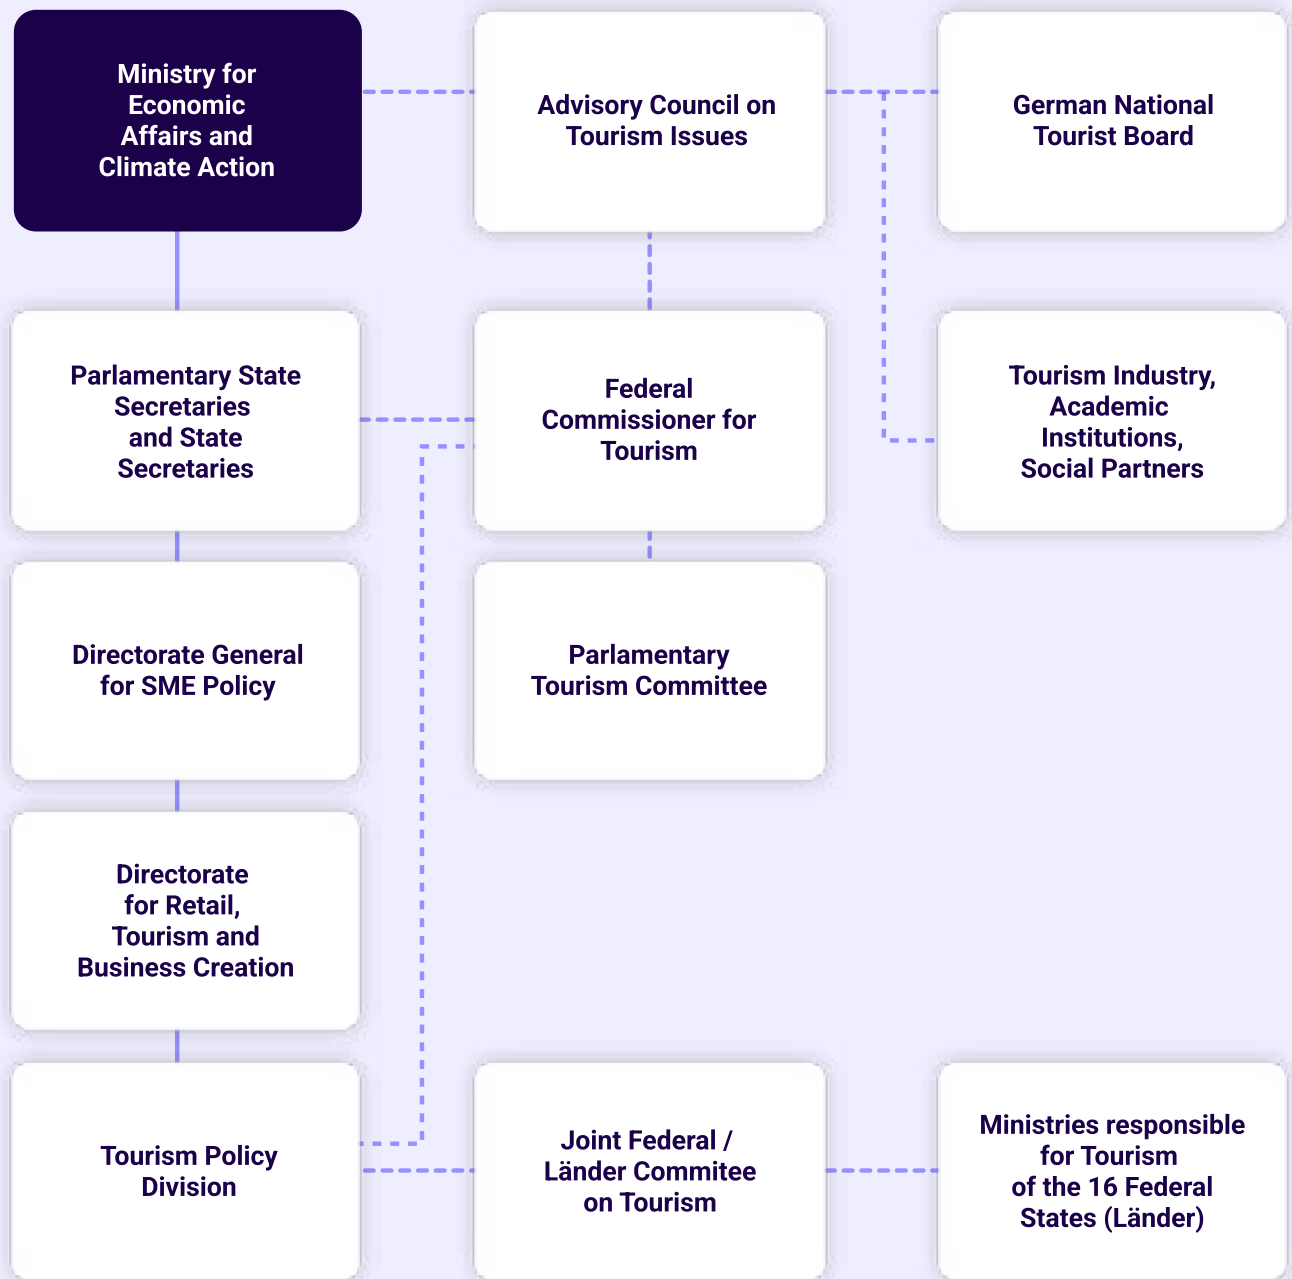 Ministry for
Economic
Affairs and
Climate Action
Advisory Council on
Tourism Issues
German National
Tourist Board
Parlamentary State
Secretaries
and State
Secretaries
Federal
Commissioner for
Tourism
Tourism Industry,
Academic
Institutions,
Social Partners
Directorate General
for SME Policy
Parlamentary
Tourism Committee
Directorate
for Retail,
Tourism and
Business Creation
Tourism Policy
Division
Joint Federal /
Länder Commitee
on Tourism
Ministries responsible
for Tourism
of the 16 Federal
States (Länder)